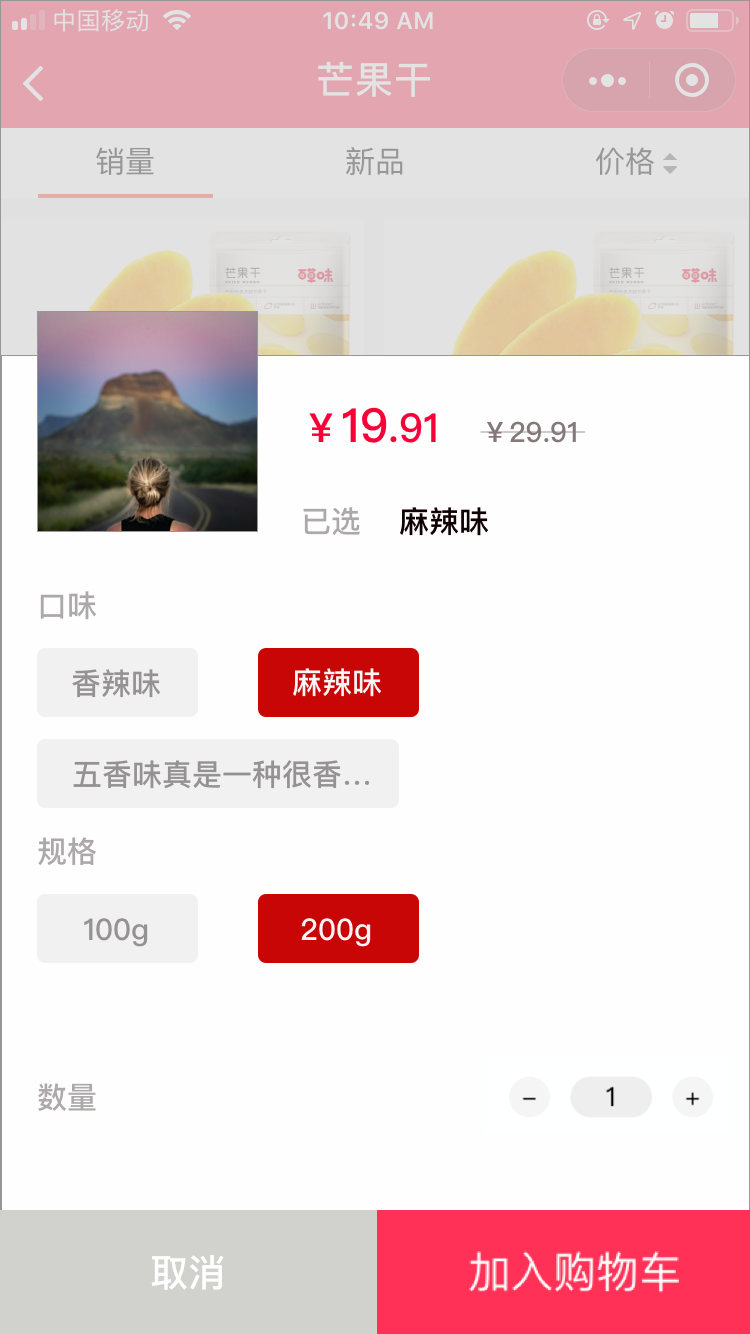 中国移动 10:49 AM
芒果干
销量 新品 价格
芒果干 百草味 芒果干 百草味
¥19.91 ¥29.91
已选 麻辣味
口味
香辣味 麻辣味
五香味真是一种很香...
规格
100g 200g
数量 − 1 +
取消 加入购物车